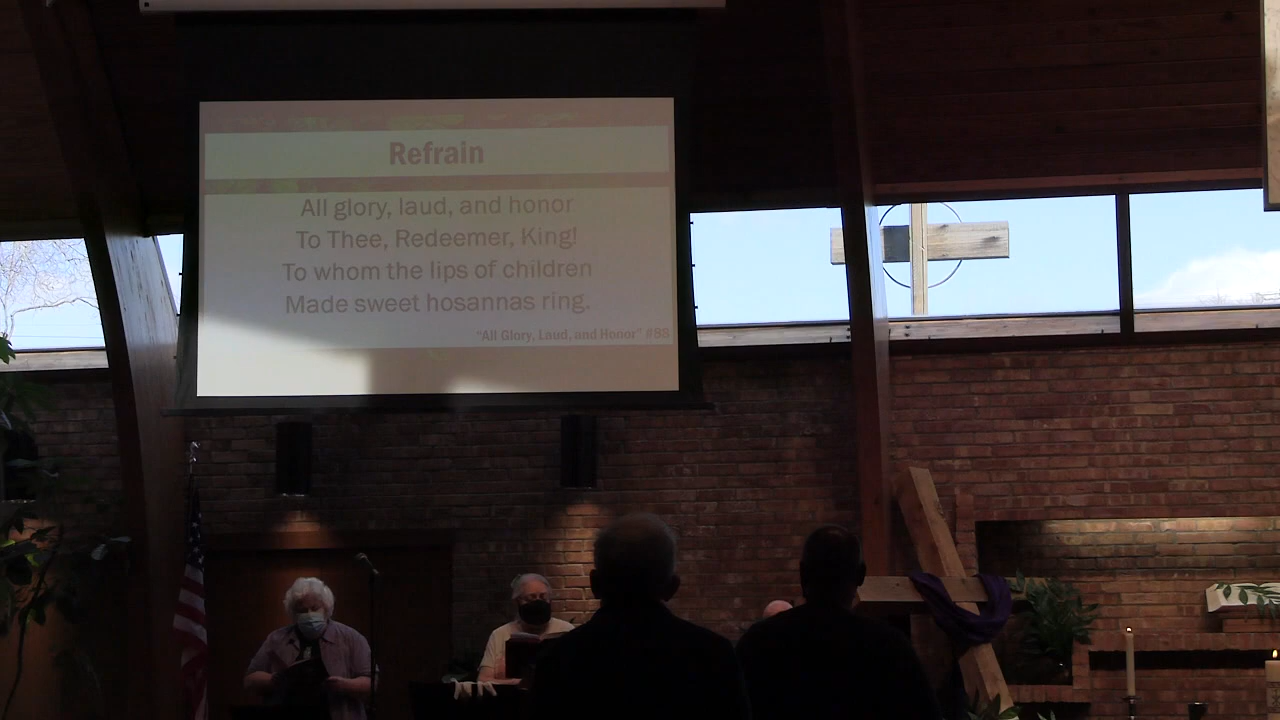 Refrain
All glory, laud, and honor
To Thee, Redeemer, King!
To whom the lips of children
Made sweet hosannas ring.
"All Glory, Laud, and Honor" #88